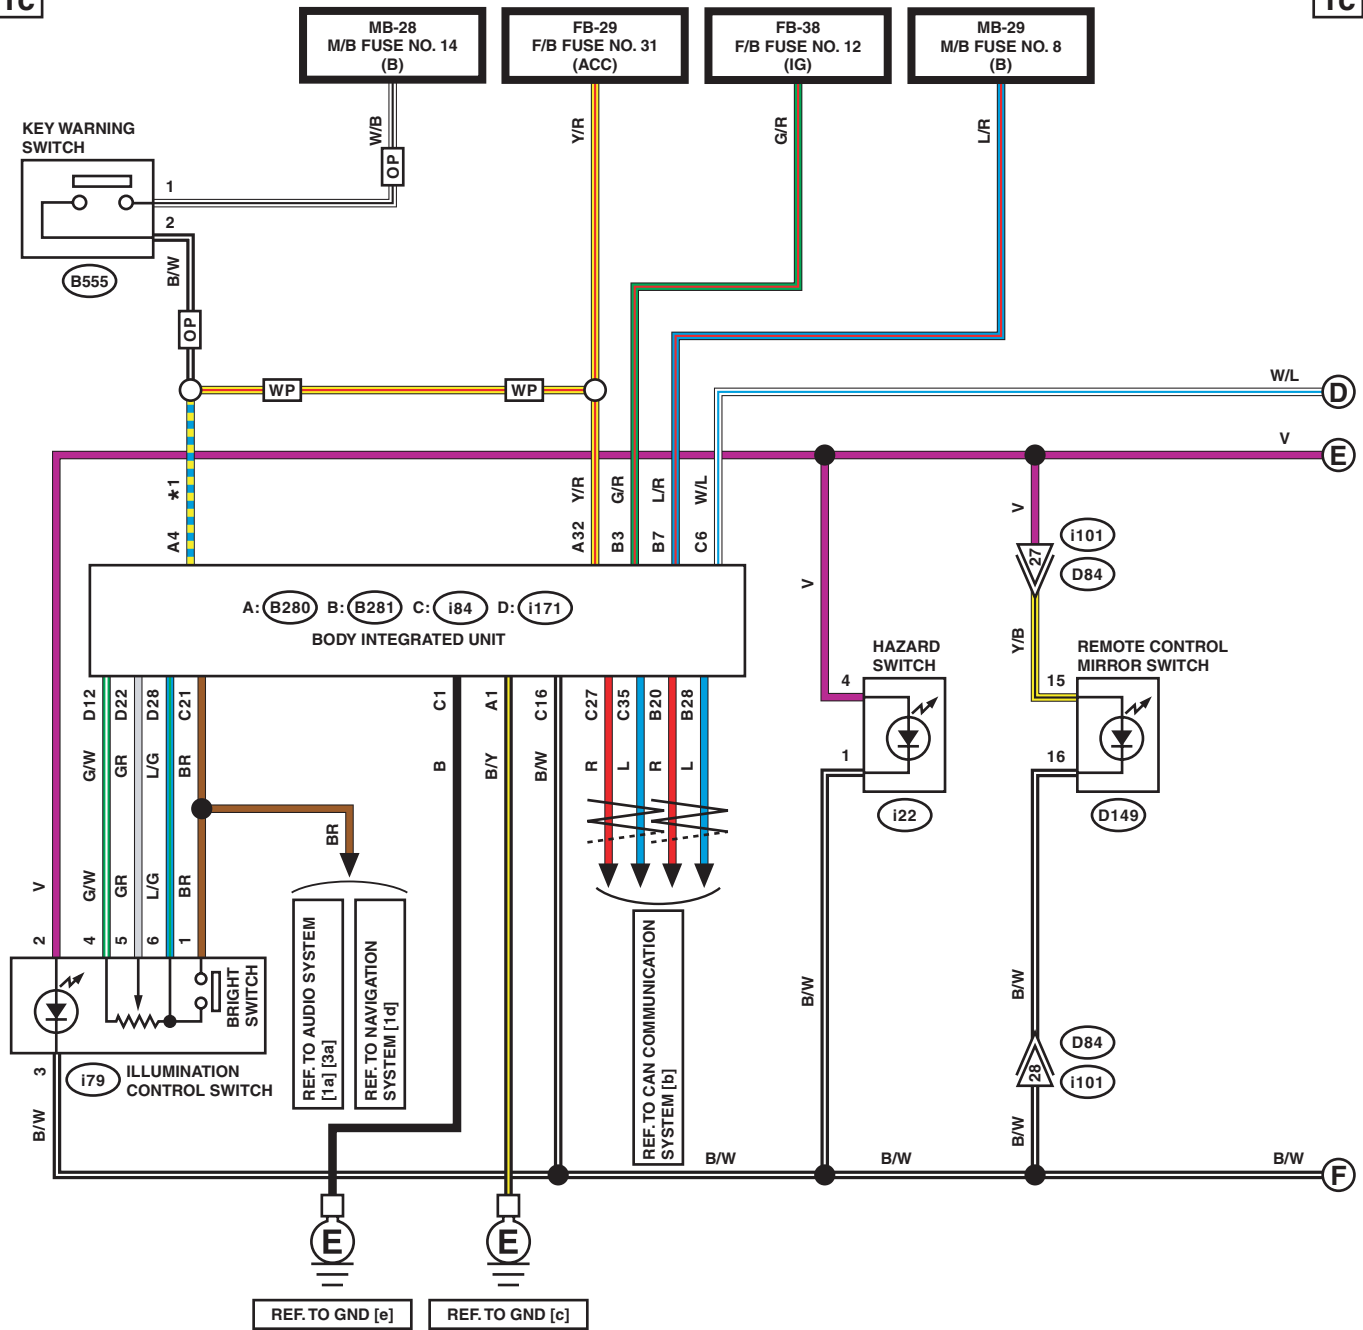 1C
1C
MB-28
M/B FUSE NO. 14
(B)
FB-29
F/B FUSE NO. 31
(ACC)
FB-38
F/B FUSE NO. 12
(IG)
MB-29
M/B FUSE NO. 8
(B)
W/B
Y/R
G/R
L/R
OP
KEY WARNING
SWITCH
1
2
B555
B/W
OP
WP
WP
W/L
D
V
E
*1
A4
Y/R
A32
G/R
B3
L/R
B7
W/L
C6
V
i101
27
D84
V
Y/B
A: B280 B: B281 C: i84 D: i171
BODY INTEGRATED UNIT
HAZARD
SWITCH
4
1
i22
REMOTE CONTROL
MIRROR SWITCH
15
16
D149
D12
D22
D28
C21
C1
A1
C16
C27
C35
B20
B28
G/W
GR
L/G
BR
B
B/Y
B/W
R
L
R
L
BR
V
G/W
GR
L/G
BR
2
4
5
6
1
BRIGHT
SWITCH
3
i79
ILLUMINATION
CONTROL SWITCH
B/W
REF. TO AUDIO SYSTEM
[1a] [3a]
REF. TO NAVIGATION
SYSTEM [1d]
REF. TO CAN COMMUNICATION
SYSTEM [b]
B/W
B/W
D84
28
i101
B/W
B/W
B/W
B/W
F
E
E
REF. TO GND [e]
REF. TO GND [c]